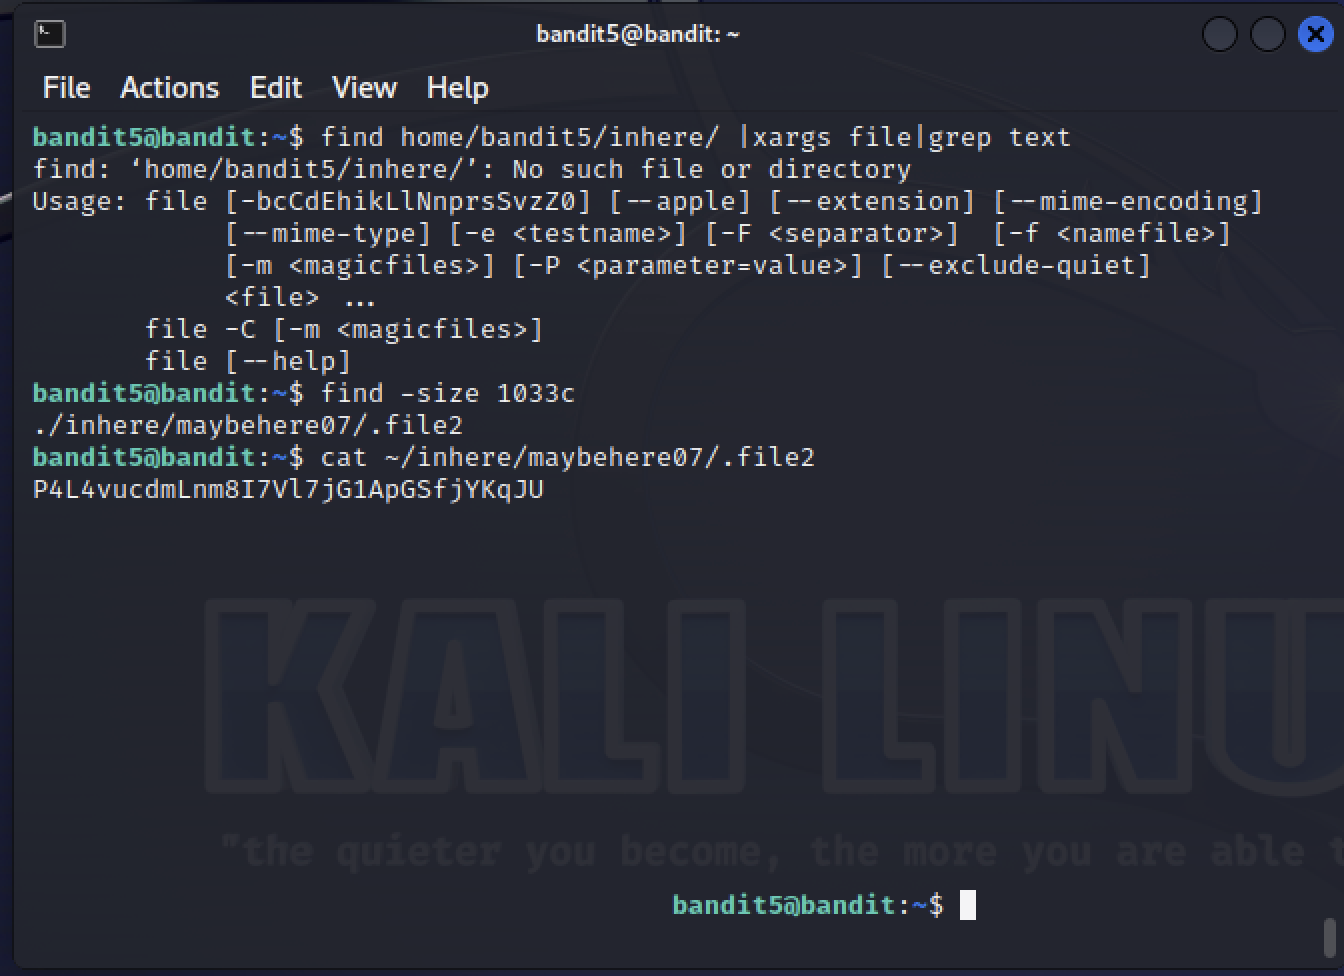 bandit5@bandit: ~
File Actions Edit View Help
bandit5@bandit:~$ find home/bandit5/inhere/ |xargs file|grep text
find: ‘home/bandit5/inhere/’: No such file or directory
Usage: file [-bcCdEhikLlNnprsSvzZ0] [--apple] [--extension] [--mime-encoding]
            [--mime-type] [-e <testname>] [-F <separator>]  [-f <namefile>]
            [-m <magicfiles>] [-P <parameter=value>] [--exclude-quiet]
            <file> ...
       file -C [-m <magicfiles>]
       file [--help]
bandit5@bandit:~$ find -size 1033c
./inhere/maybehere07/.file2
bandit5@bandit:~$ cat ~/inhere/maybehere07/.file2
P4L4vucdmLnm8I7Vl7jG1ApGSfjYKqJU
KALI LINU
"the quieter you become, the more you are able t
bandit5@bandit:~$